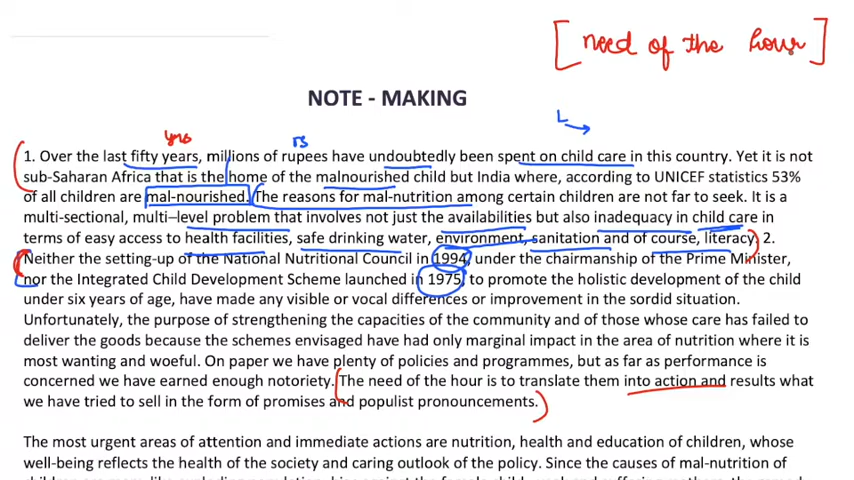 [need of the hour]
NOTE - MAKING
L
yrs
rs
1. Over the last fifty years, millions of rupees have undoubtedly been spent on child care in this country. Yet it is not
sub-Saharan Africa that is the home of the malnourished child but India where, according to UNICEF statistics 53%
of all children are mal-nourished. The reasons for mal-nutrition among certain children are not far to seek. It is a
multi-sectional, multi–level problem that involves not just the availabilities but also inadequacy in child care in
terms of easy access to health facilities, safe drinking water, environment, sanitation and of course, literacy. 2.
Neither the setting-up of the National Nutritional Council in 1994, under the chairmanship of the Prime Minister,
nor the Integrated Child Development Scheme launched in 1975, to promote the holistic development of the child
under six years of age, have made any visible or vocal differences or improvement in the sordid situation.
Unfortunately, the purpose of strengthening the capacities of the community and of those whose care has failed to
deliver the goods because the schemes envisaged have had only marginal impact in the area of nutrition where it is
most wanting and woeful. On paper we have plenty of policies and programmes, but as far as performance is
concerned we have earned enough notoriety. The need of the hour is to translate them into action and results what
we have tried to sell in the form of promises and populist pronouncements.
The most urgent areas of attention and immediate actions are nutrition, health and education of children, whose
well-being reflects the health of the society and caring outlook of the policy. Since the causes of mal-nutrition of